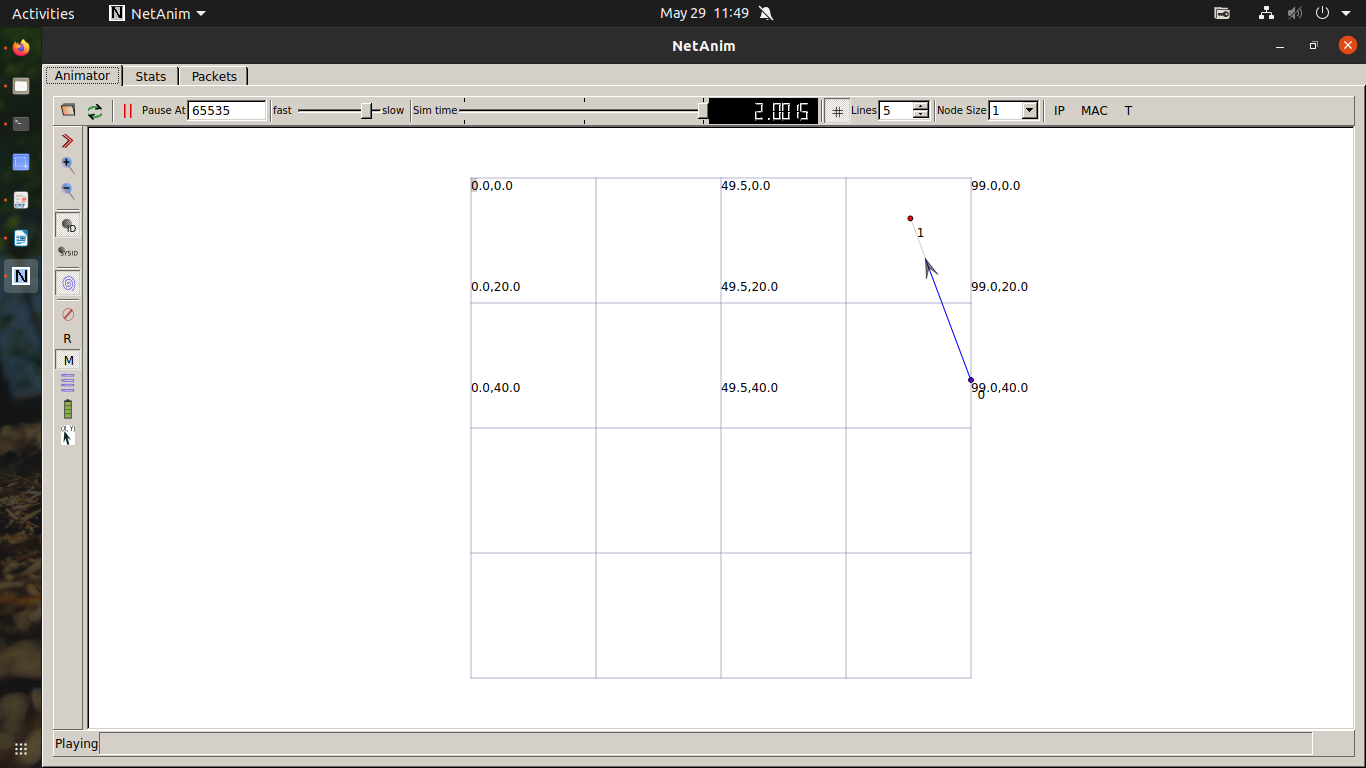 Activities NetAnim May 29 11:49
NetAnim
Animator Stats Packets
Pause At 65535 fast slow Sim time 2.0015 # Lines 5 Node Size 1 IP MAC T
0.0,0.0 49.5,0.0 99.0,0.0
1
ID
SYSID
0.0,20.0 49.5,20.0 99.0,20.0
R
M
0.0,40.0 49.5,40.0 99.0,40.0
0
(X,Y)
Playing